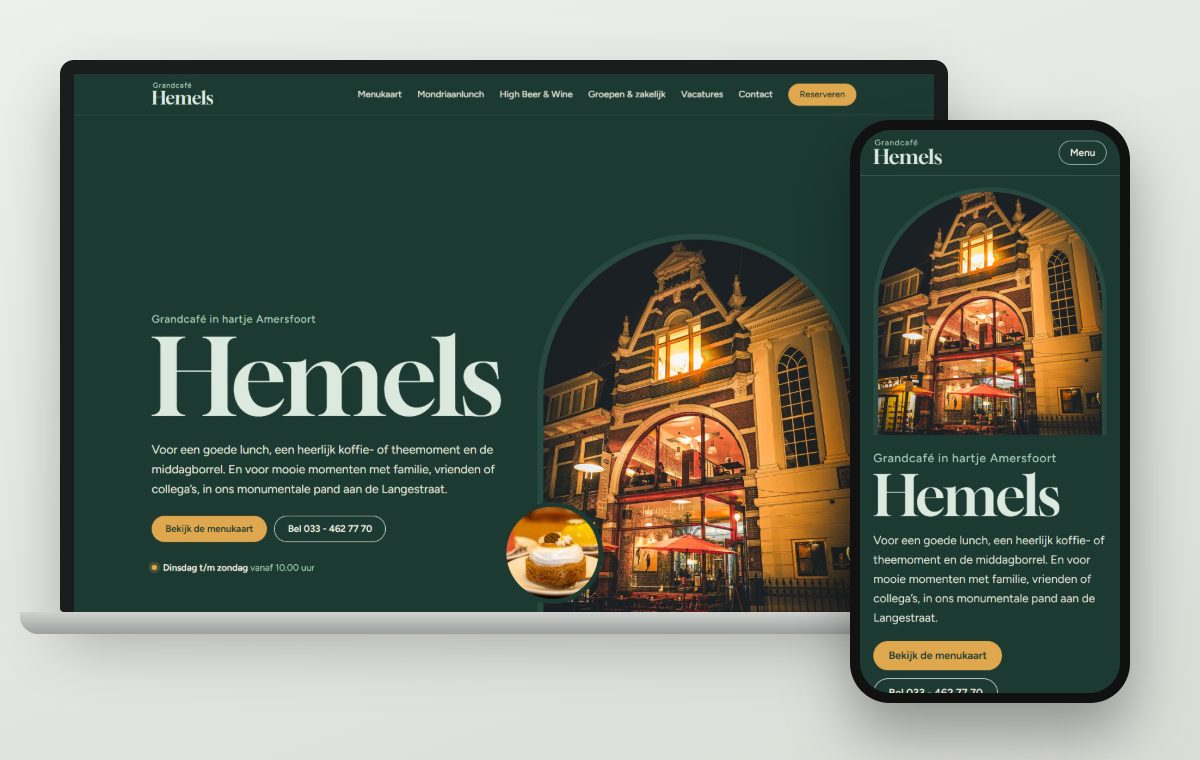 Grandcafé
Hemels
Menukaart Mondriaanlunch High Beer & Wine Groepen & zakelijk Vacatures Contact Reserveren
Grandcafé in hartje Amersfoort
Hemels
Voor een goede lunch, een heerlijk koffie- of theemoment en de
middagborrel. En voor mooie momenten met familie, vrienden of
collega's, in ons monumentale pand aan de Langestraat.
Bekijk de menukaart Bel 033 - 462 77 70
Dinsdag t/m zondag vanaf 10.00 uur
Grandcafé
Hemels
Menu
Grandcafé in hartje Amersfoort
Hemels
Voor een goede lunch, een heerlijk koffie- of
theemoment en de middagborrel. En voor
mooie momenten met familie, vrienden of
collega's, in ons monumentale pand aan de
Langestraat.
Bekijk de menukaart
Bel 033 - 462 77 70